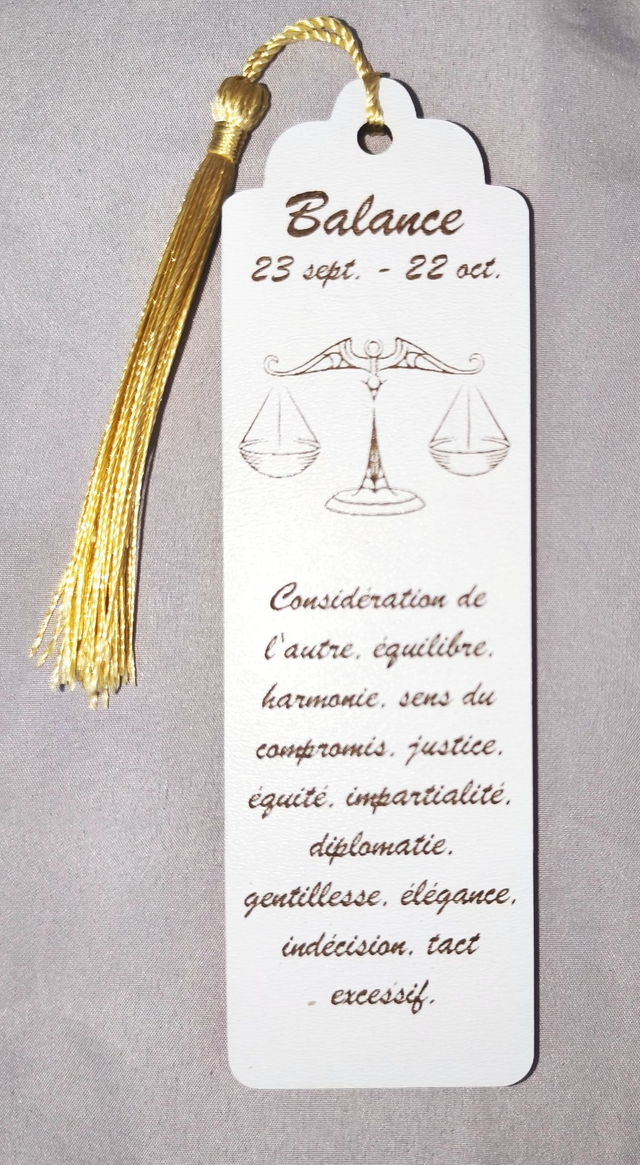 Balance
23 sept. - 22 oct.
Considération de
l'autre, équilibre,
harmonie, sens du
compromis, justice,
équité, impartialité,
diplomatie,
gentillesse, élégance,
indécision, tact
excessif.